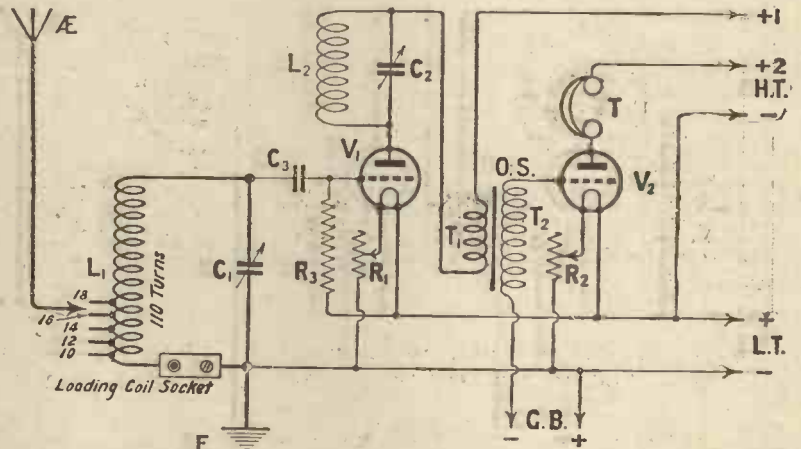 Æ
+1
L2
C2
+2
H.T.
-
T
V1
C3
O.S.
V2
L1
110 Turns
C1
R3
R1
T1
T2
R2
18
16
14
12
10
+
L.T.
-
Loading Coil Socket
E
- G.B. +